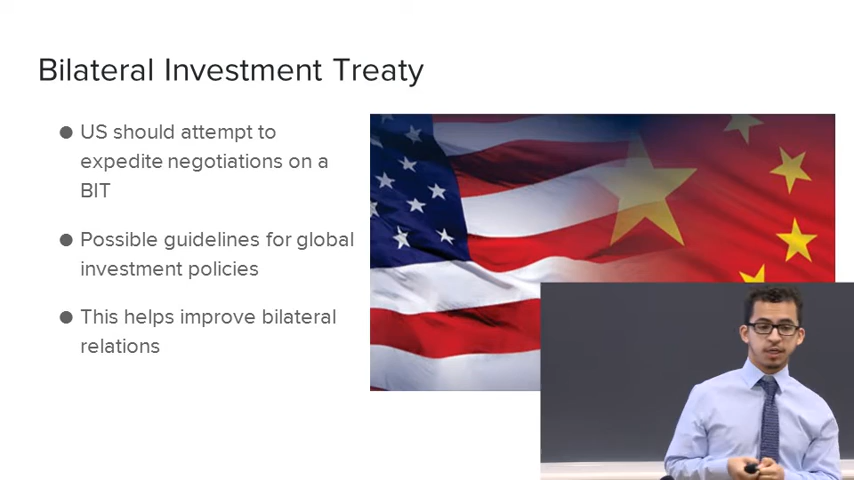 Bilateral Investment Treaty
● US should attempt to
expedite negotiations on a
BIT
● Possible guidelines for global
investment policies
● This helps improve bilateral
relations